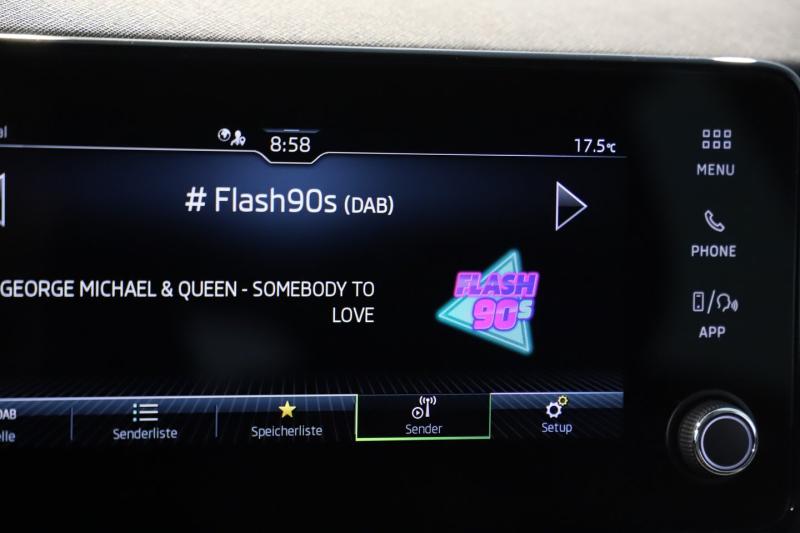 8:58
17.5°C
MENU
# Flash90s (DAB)
PHONE
GEORGE MICHAEL & QUEEN - SOMEBODY TO
LOVE
FLASH
90s
APP
DAB
Senderliste
Speicherliste
Sender
Setup